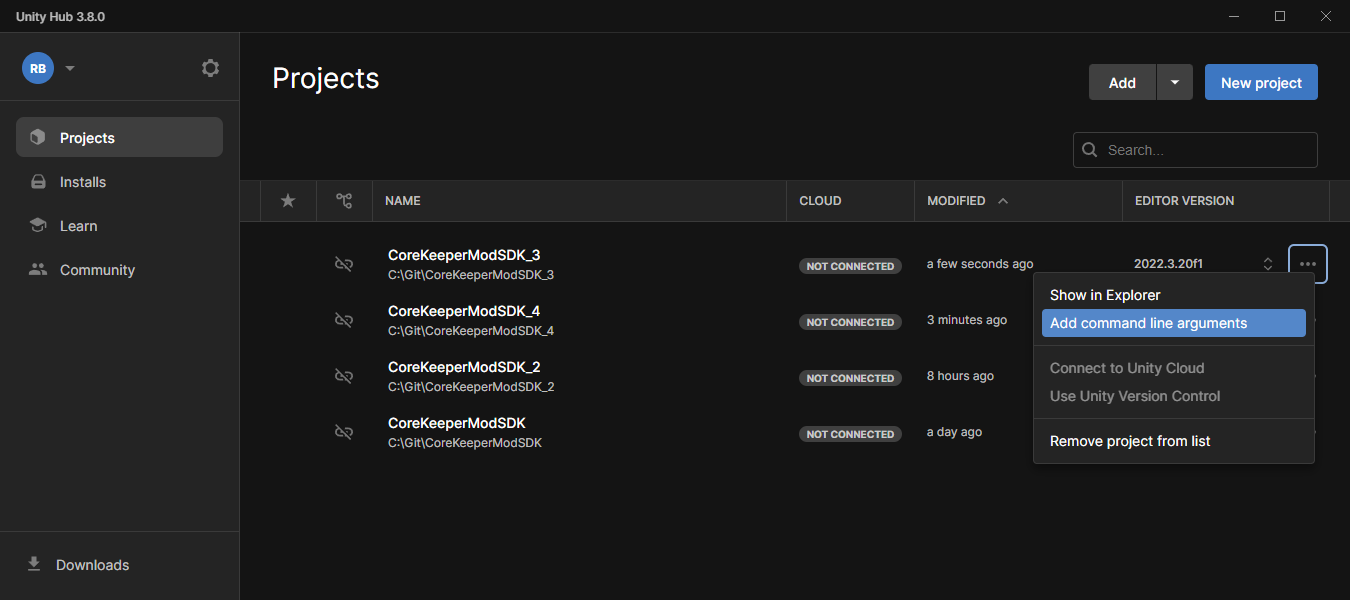 Unity Hub 3.8.0
RB
Projects
Installs
Learn
Community
Downloads
Projects
Add
New project
Search...
NAME
CLOUD
MODIFIED
EDITOR VERSION
CoreKeeperModSDK_3
C:\Git\CoreKeeperModSDK_3
NOT CONNECTED
a few seconds ago
2022.3.20f1
CoreKeeperModSDK_4
C:\Git\CoreKeeperModSDK_4
NOT CONNECTED
3 minutes ago
CoreKeeperModSDK_2
C:\Git\CoreKeeperModSDK_2
NOT CONNECTED
8 hours ago
CoreKeeperModSDK
C:\Git\CoreKeeperModSDK
NOT CONNECTED
a day ago
Show in Explorer
Add command line arguments
Connect to Unity Cloud
Use Unity Version Control
Remove project from list